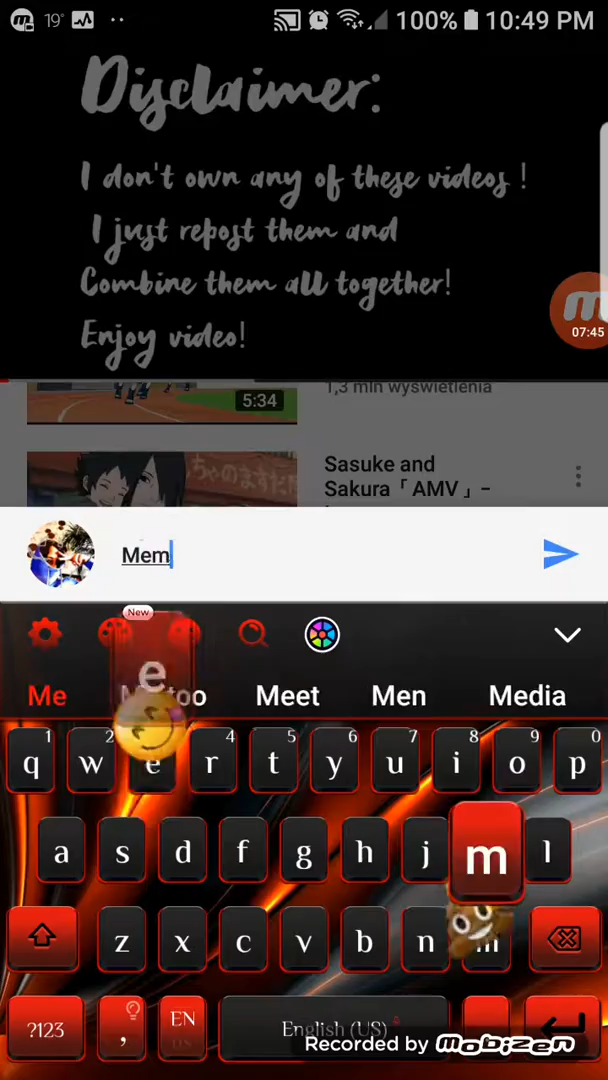 19° 100% 10:49 PM
Disclaimer:
I don't own any of these videos !
I just repost them and
Combine them all together!
Enjoy video!
07:45
1,3 mln wyświetlenia
5:34
Sasuke and
Sakura「 AMV 」–
Mem
New
e
Me Me too Meet Men Media
1 2 4 5 6 7 8 9 0
q w e r t y u i o p
a s d f g h j m l
z x c v b n m
?123 , EN English (US)
Recorded by mobizen